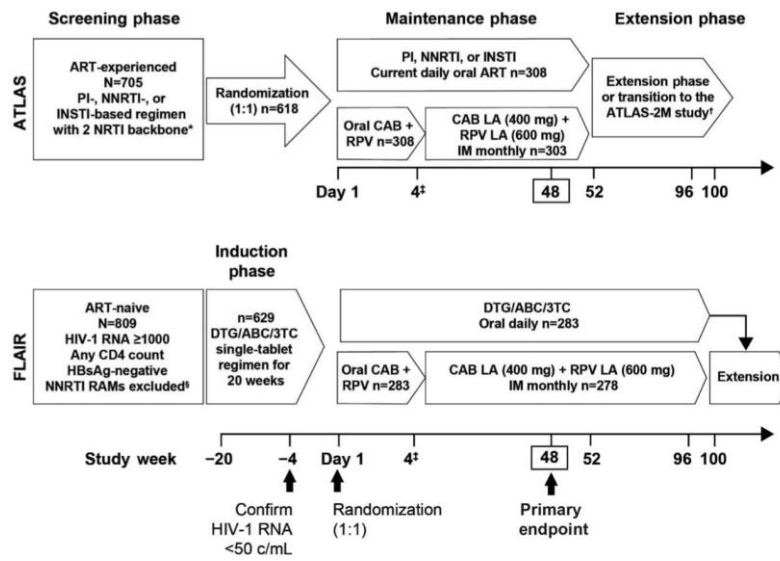 Screening phase
Maintenance phase
Extension phase
ATLAS
ART-experienced
N=705
PI-, NNRTI-, or
INSTI-based regimen
with 2 NRTI backbone*
Randomization
(1:1) n=618
PI, NNRTI, or INSTI
Current daily oral ART n=308
Oral CAB +
RPV n=308
CAB LA (400 mg) +
RPV LA (600 mg)
IM monthly n=303
Extension phase
or transition to the
ATLAS-2M study†
Day 1
4‡
48
52
96
100
Induction
phase
FLAIR
ART-naive
N=809
HIV-1 RNA ≥1000
Any CD4 count
HBsAg-negative
NNRTI RAMs excluded§
n=629
DTG/ABC/3TC
single-tablet
regimen for
20 weeks
DTG/ABC/3TC
Oral daily n=283
Oral CAB +
RPV n=283
CAB LA (400 mg) + RPV LA (600 mg)
IM monthly n=278
Extension
Study week
−20
−4
Day 1
4‡
48
52
96
100
Confirm
HIV-1 RNA
<50 c/mL
Randomization
(1:1)
Primary
endpoint